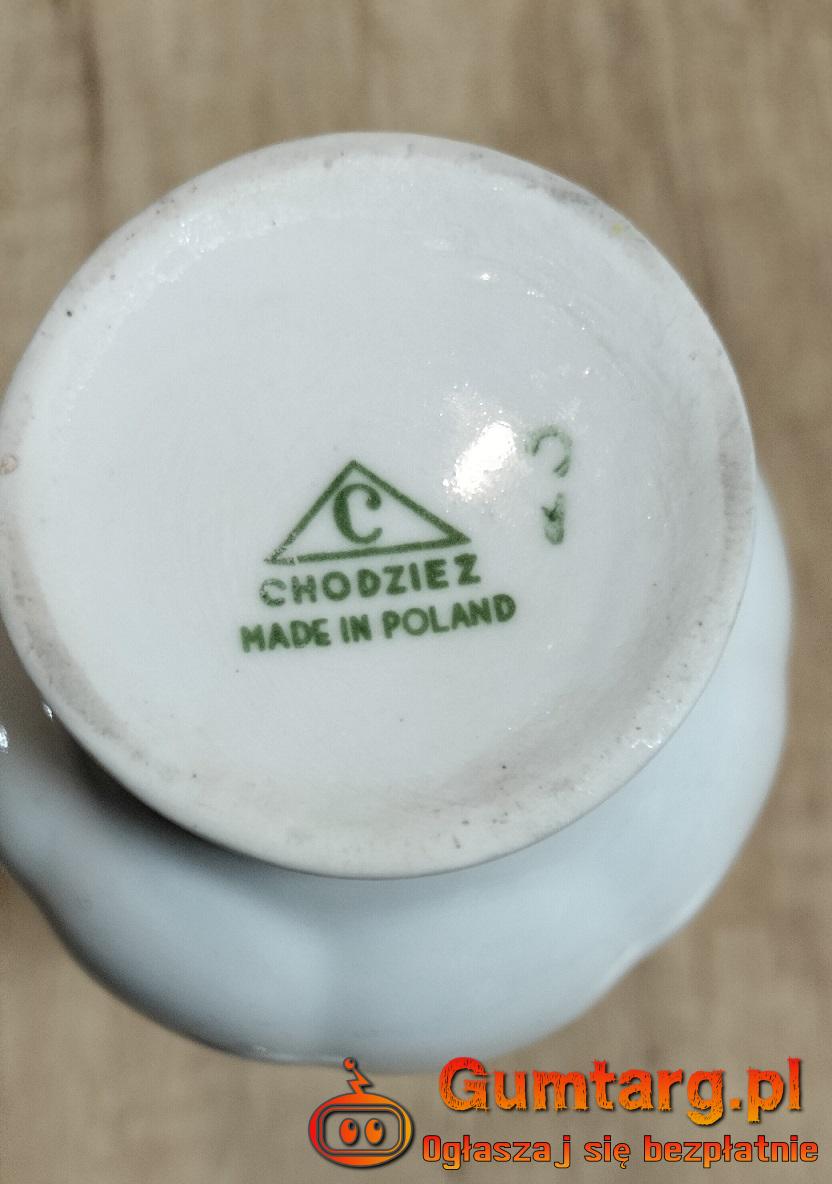 C
CHODZIEZ
MADE IN POLAND
Gumtarg.pl
Ogłaszaj się bezpłatnie